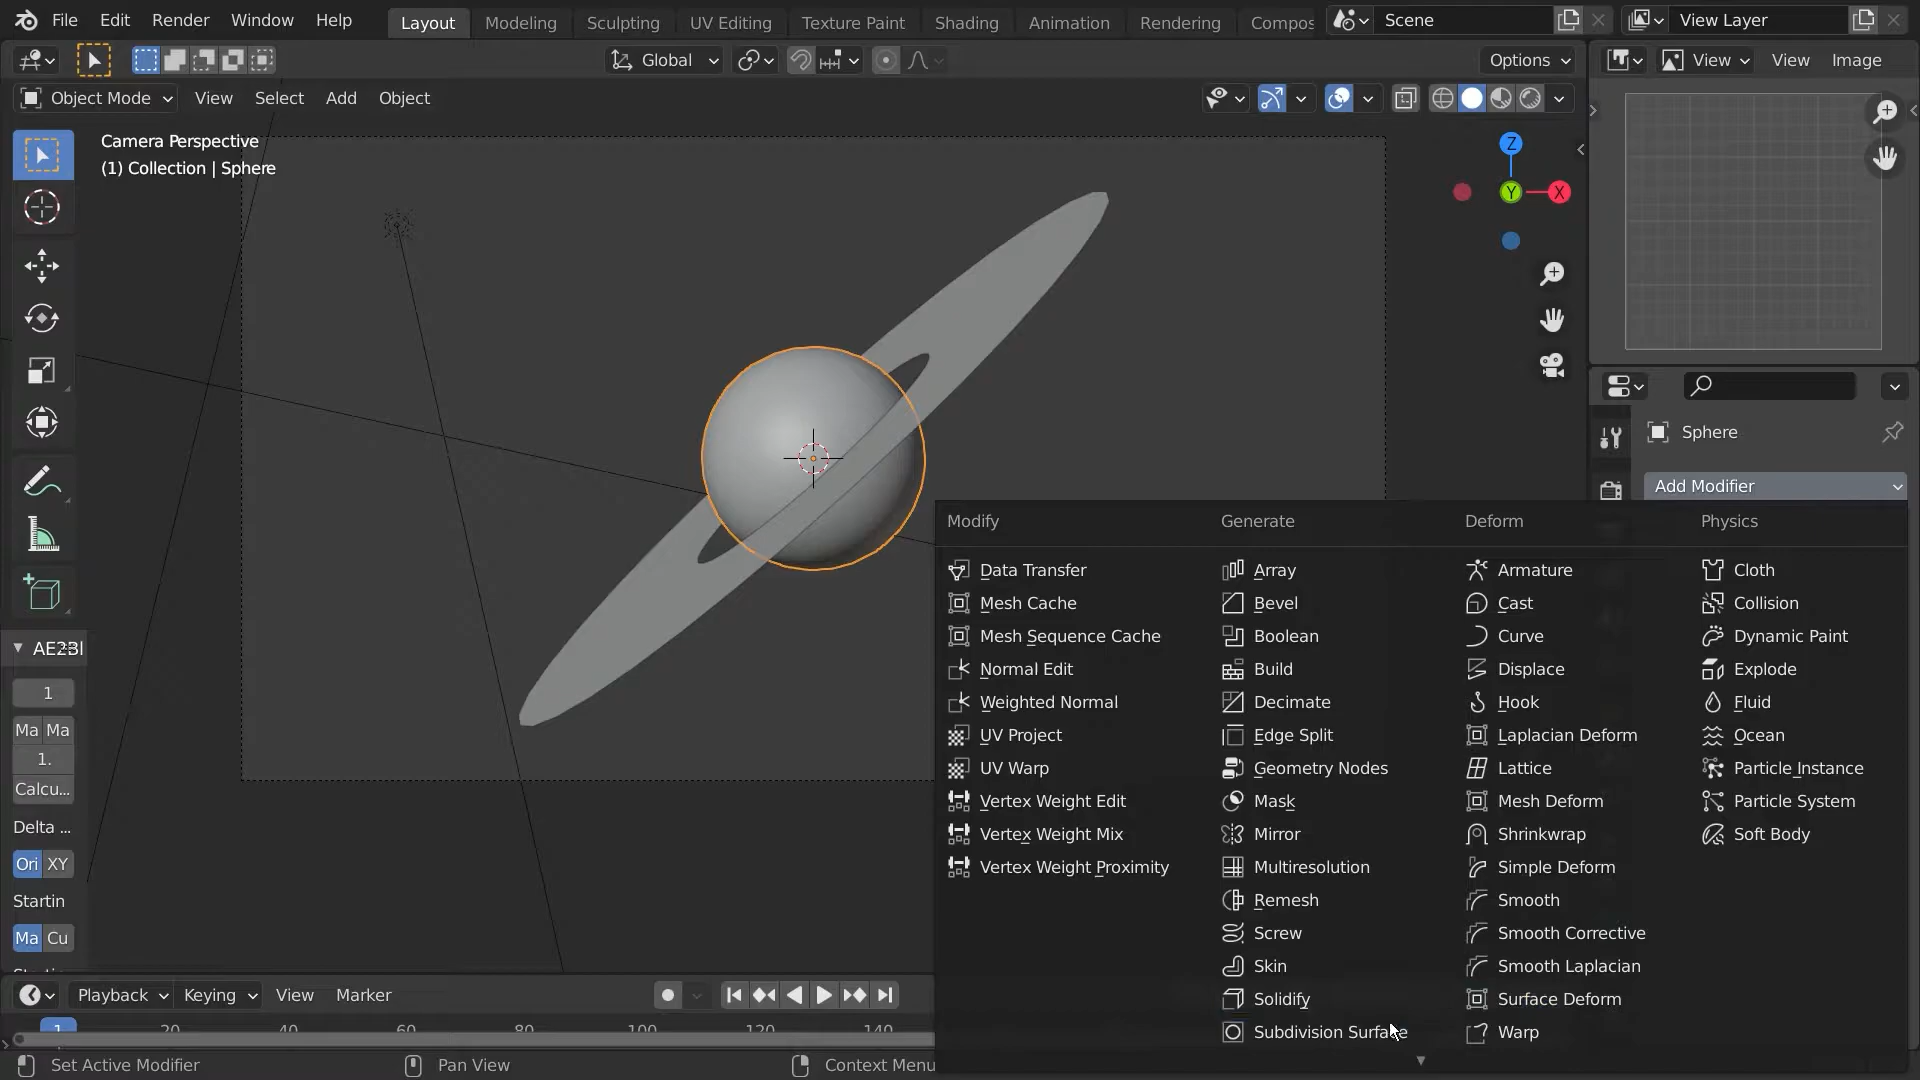 File Edit Render Window Help Layout Modeling Sculpting UV Editing Texture Paint Shading Animation Rendering Compos Scene View Layer
Global Options View View Image
Object Mode View Select Add Object
Camera Perspective
(1) Collection | Sphere
Z
Y X
Sphere
Add Modifier
Modify Generate Deform Physics
Data Transfer Array Armature Cloth
Mesh Cache Bevel Cast Collision
Mesh Sequence Cache Boolean Curve Dynamic Paint
Normal Edit Build Displace Explode
Weighted Normal Decimate Hook Fluid
UV Project Edge Split Laplacian Deform Ocean
UV Warp Geometry Nodes Lattice Particle Instance
Vertex Weight Edit Mask Mesh Deform Particle System
Vertex Weight Mix Mirror Shrinkwrap Soft Body
Vertex Weight Proximity Multiresolution Simple Deform
Remesh Smooth
Screw Smooth Corrective
Skin Smooth Laplacian
Solidify Surface Deform
Subdivision Surface Warp
1
Ma Ma
1.
Calcu...
Delta ...
Ori XY
Startin
Ma Cu
Playback Keying View Marker
1 20 40 60 80 100 120 140
Set Active Modifier Pan View Context Menu